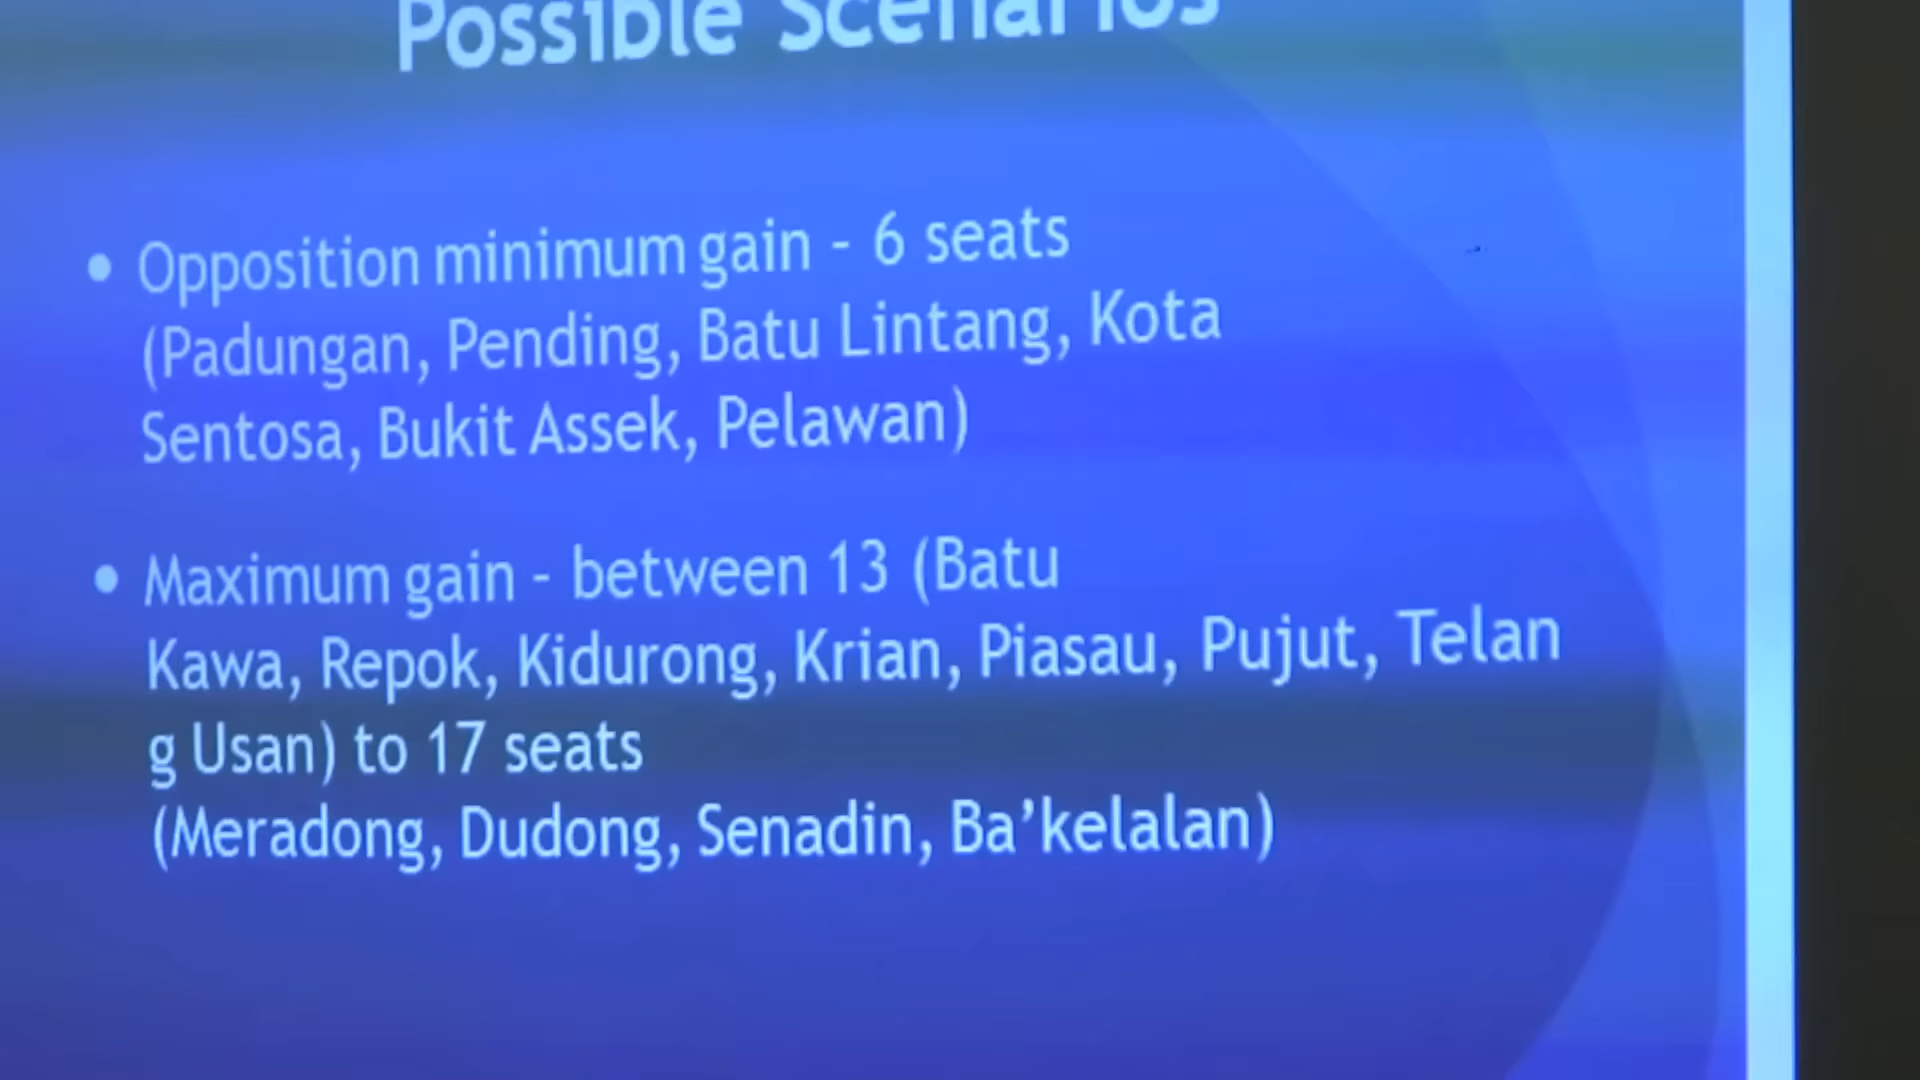 Possible Scenarios
• Opposition minimum gain - 6 seats
(Padungan, Pending, Batu Lintang, Kota
Sentosa, Bukit Assek, Pelawan)
• Maximum gain - between 13 (Batu
Kawa, Repok, Kidurong, Krian, Piasau, Pujut, Telan
g Usan) to 17 seats
(Meradong, Dudong, Senadin, Ba’kelalan)